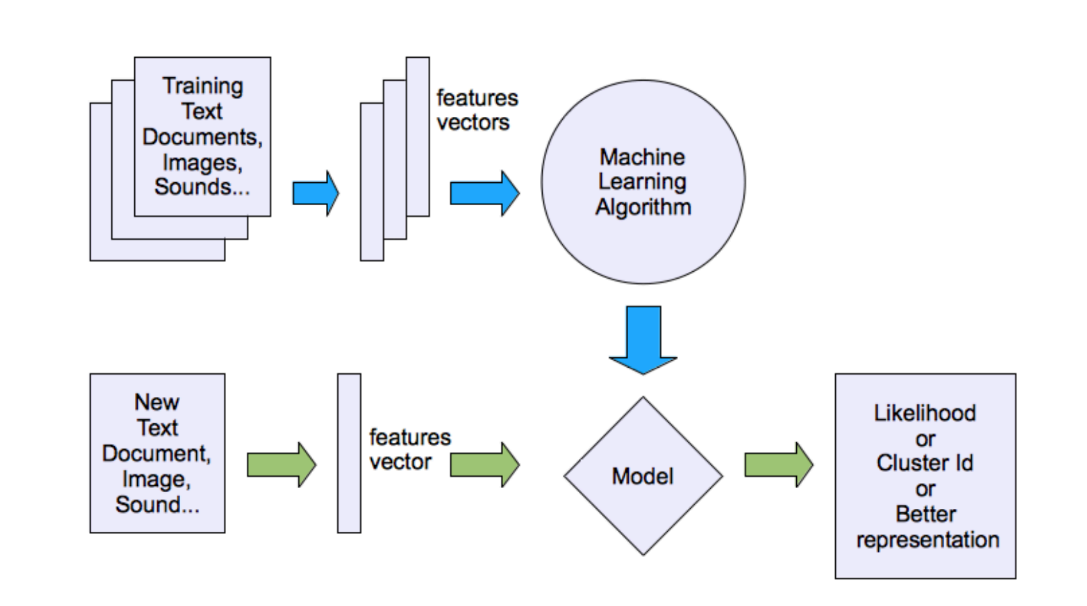 Training
Text
Documents,
Images,
Sounds...
features
vectors
Machine
Learning
Algorithm
New
Text
Document,
Image,
Sound...
features
vector
Model
Likelihood
or
Cluster Id
or
Better
representation